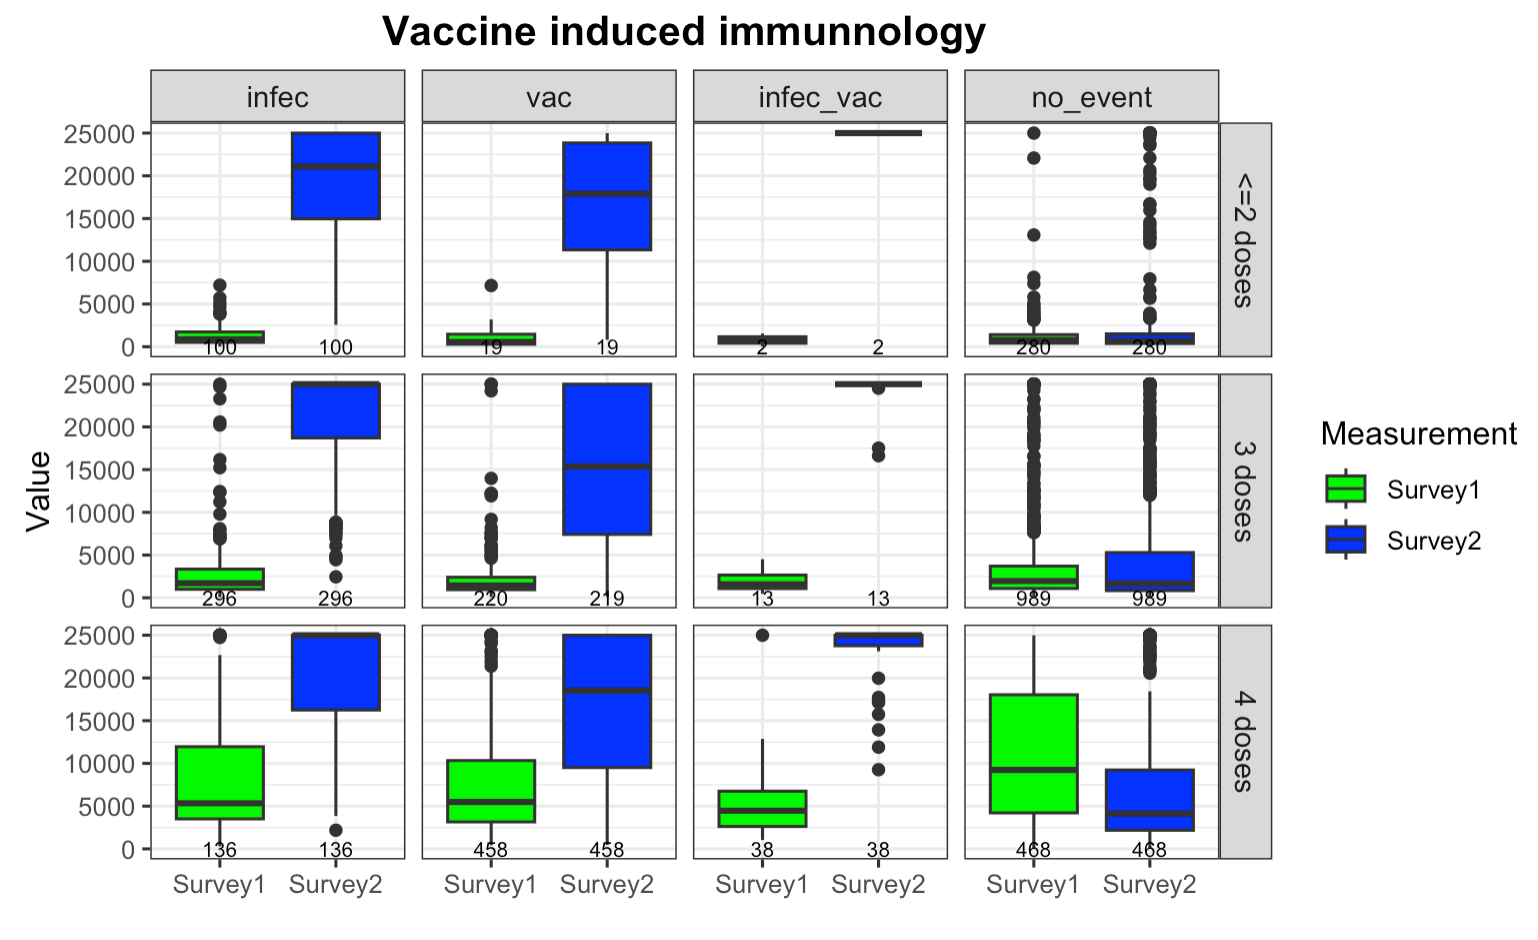 Vaccine induced immunnology
infec vac infec_vac no_event
25000
20000
15000
10000
5000
0
100 100 19 19 2 2 280 280
<=2 doses
25000
20000
15000
10000
5000
0
296 296 220 219 13 13 989 989
3 doses
25000
20000
15000
10000
5000
0
136 136 458 458 38 38 468 468
4 doses
Survey1 Survey2 Survey1 Survey2 Survey1 Survey2 Survey1 Survey2
Value
Measurement
Survey1
Survey2